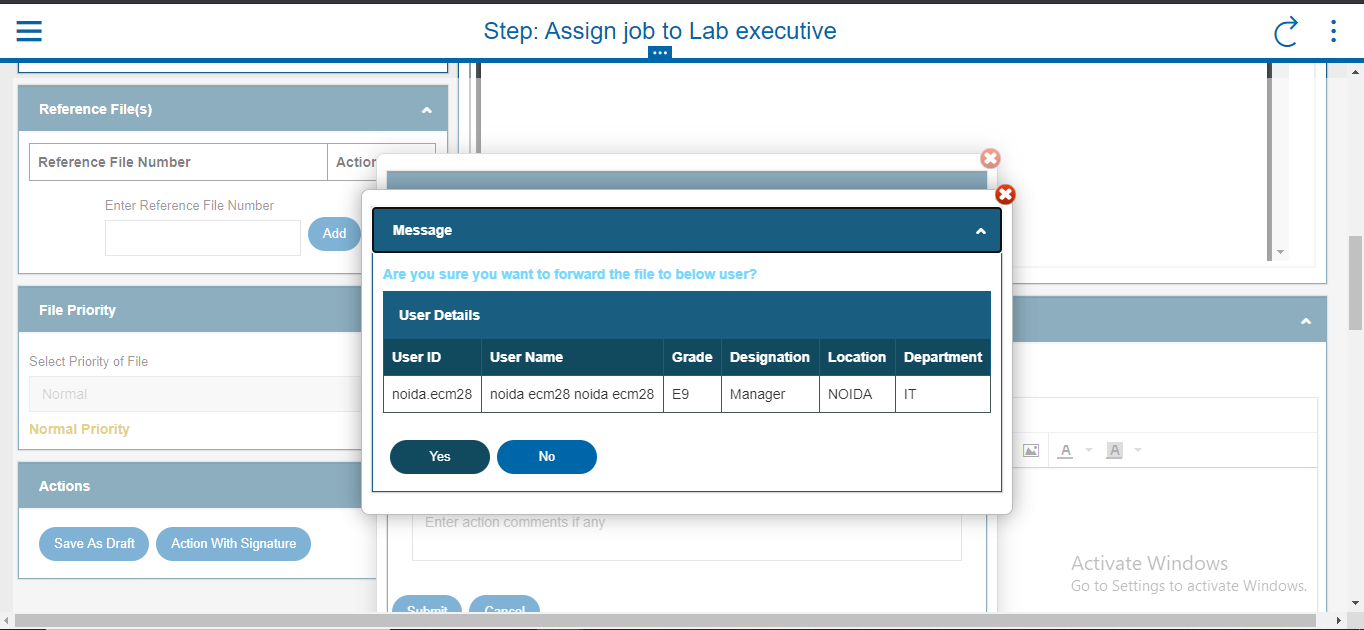 Step: Assign job to Lab executive
Reference File(s)
Reference File Number
Action
Enter Reference File Number
Add
File Priority
Select Priority of File
Normal
Normal Priority
Actions
Save As Draft Action With Signature
Message
Are you sure you want to forward the file to below user?
User Details
User ID User Name Grade Designation Location Department
noida.ecm28 noida ecm28 noida ecm28 E9 Manager NOIDA IT
Yes No
Enter action comments if any
Submit Cancel
A A
Activate Windows
Go to Settings to activate Windows.